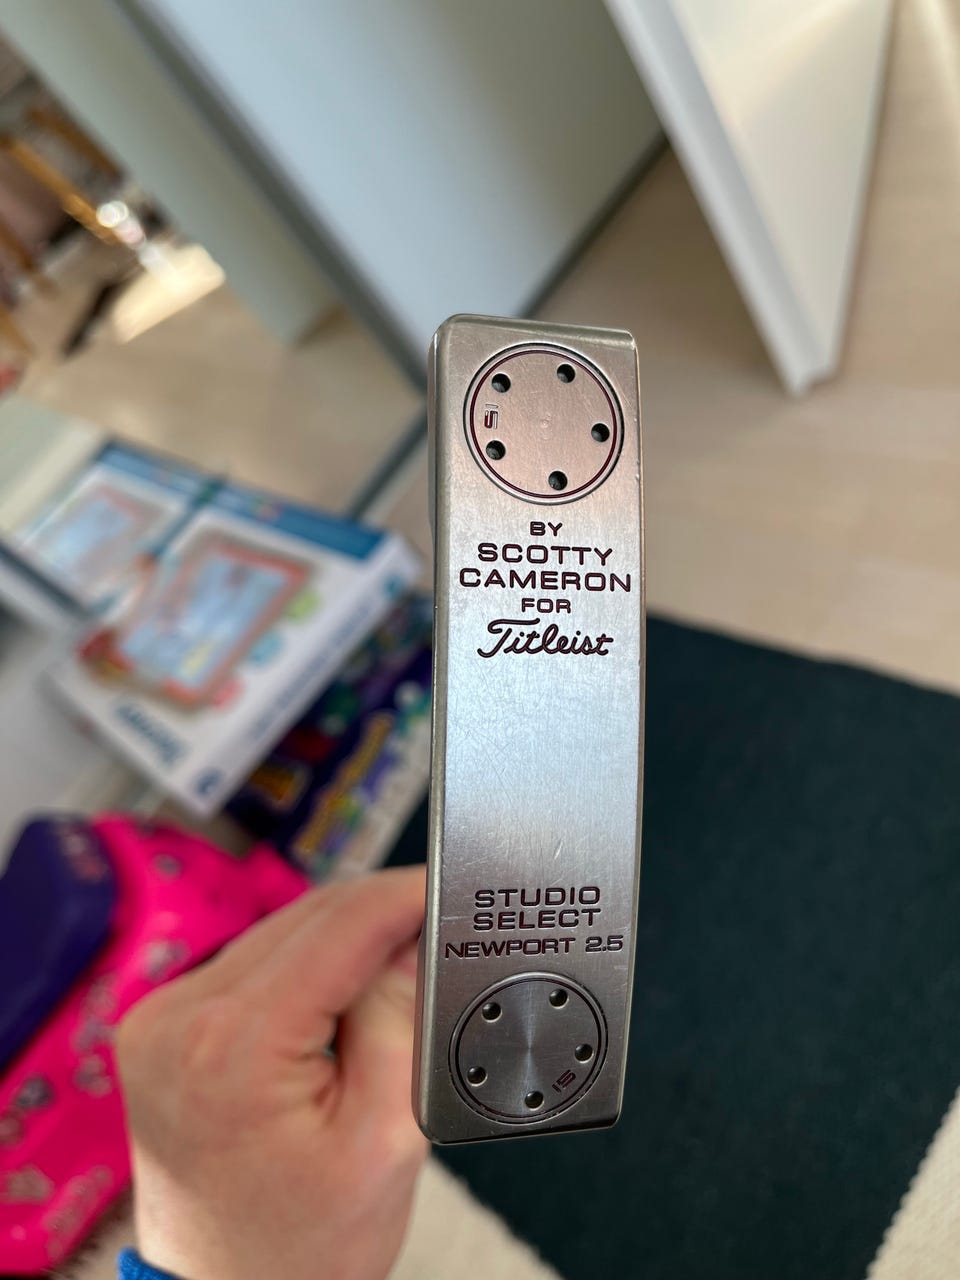 15
BY
SCOTTY
CAMERON
FOR
Titleist
STUDIO
SELECT
NEWPORT 2.5
15